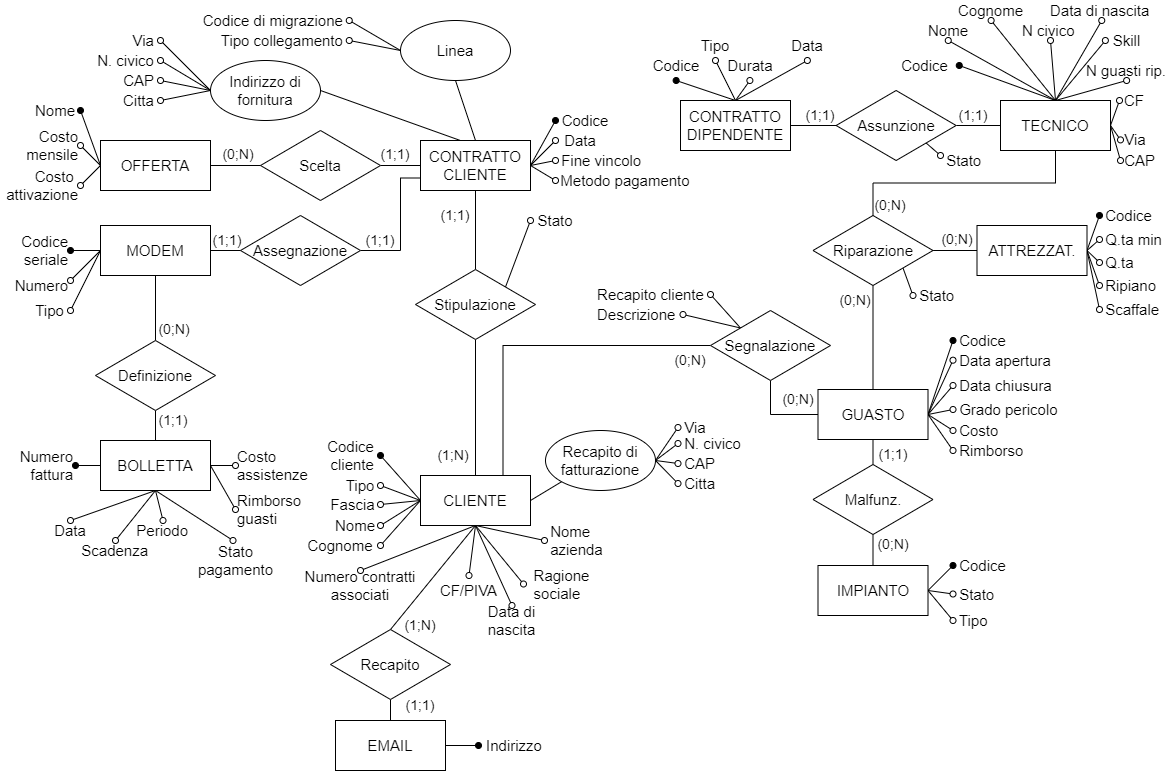 Codice di migrazione
Tipo collegamento
Linea
Via
N. civico
CAP
Citta
Indirizzo di
fornitura
Nome
Costo
mensile
Costo
attivazione
OFFERTA
(0;N)
Scelta
(1;1)
CONTRATTO
CLIENTE
Codice
Data
Fine vincolo
Metodo pagamento
Codice
seriale
Numero
Tipo
MODEM
(1;1)
Assegnazione
(1;1)
(1;1)
Stato
Stipulazione
(1;N)
(0;N)
Definizione
(1;1)
Numero
fattura
BOLLETTA
Costo
assistenze
Rimborso
guasti
Data
Scadenza
Periodo
Stato
pagamento
Codice
cliente
Tipo
Fascia
Nome
Cognome
Numero contratti
associati
CLIENTE
Recapito di
fatturazione
Via
N. civico
CAP
Citta
Nome
azienda
Ragione
sociale
CF/PIVA
Data di
nascita
(1;N)
Recapito
(1;1)
EMAIL
Indirizzo
Recapito cliente
Descrizione
Segnalazione
(0;N)
(0;N)
Tipo
Data
Codice
Durata
CONTRATTO
DIPENDENTE
(1;1)
Assunzione
(1;1)
Stato
Cognome
Data di nascita
Nome
N civico
Skill
Codice
N guasti rip.
TECNICO
CF
Via
CAP
(0;N)
Riparazione
(0;N)
ATTREZZAT.
Codice
Q.ta min
Q.ta
Ripiano
Scaffale
(0;N)
Stato
GUASTO
Codice
Data apertura
Data chiusura
Grado pericolo
Costo
Rimborso
(1;1)
Malfunz.
(0;N)
IMPIANTO
Codice
Stato
Tipo